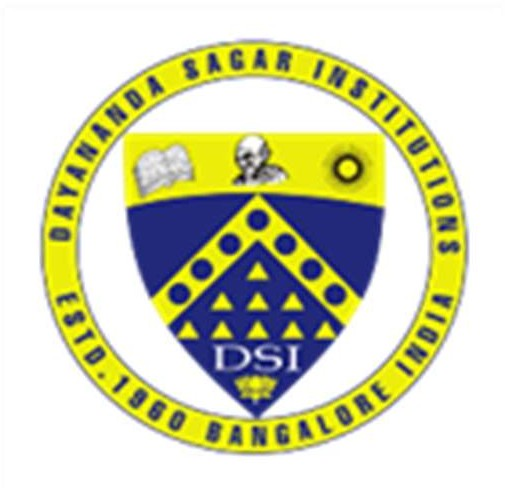 DAYANANDA SAGAR INSTITUTIONS
ESTD. 1960 BANGALORE INDIA
DSI